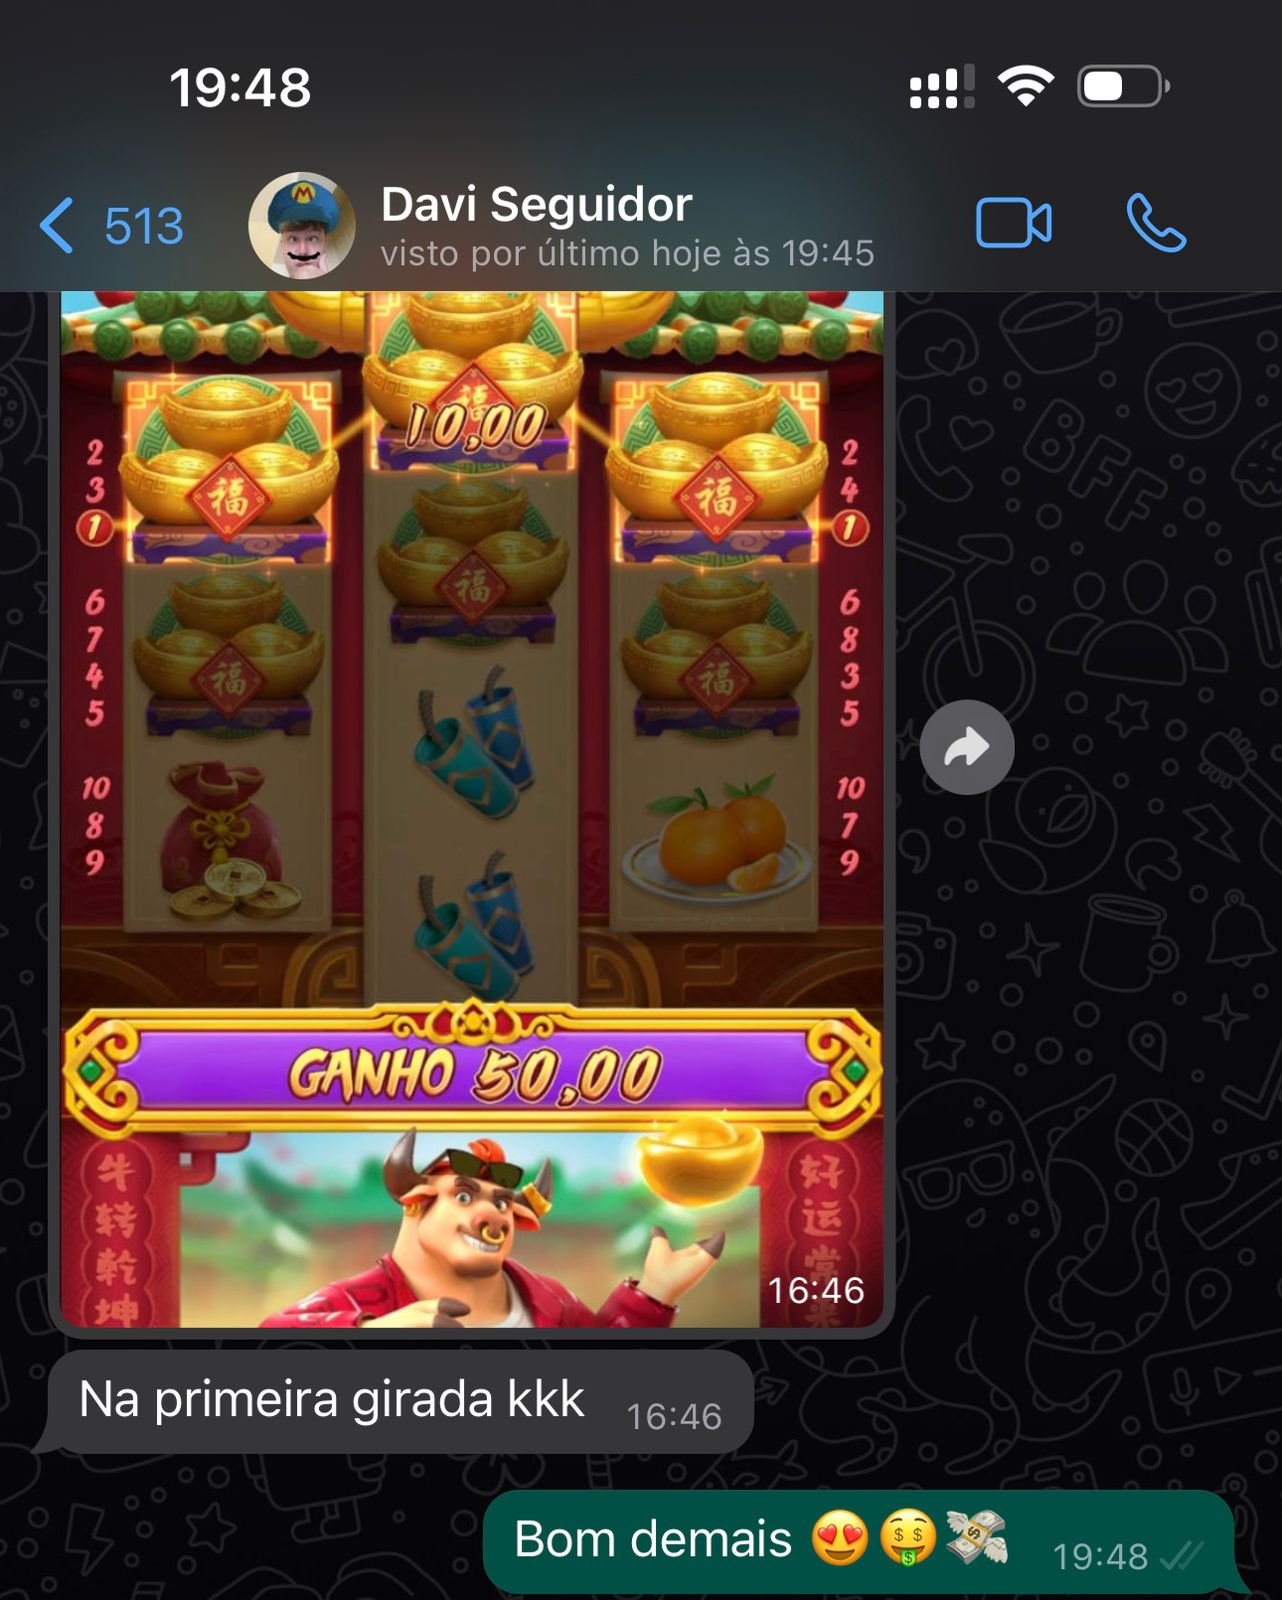 19:48
513
Davi Seguidor
visto por último hoje às 19:45
M
福
10,00
福
福
2
3
1
2
4
1
福
福
福
6
7
4
5
6
8
3
5
10
8
9
10
7
9
GANHO 50,00
牛转乾坤
好运常来
16:46
Na primeira girada kkk 16:46
Bom demais 😍🤑💸 19:48
BFF